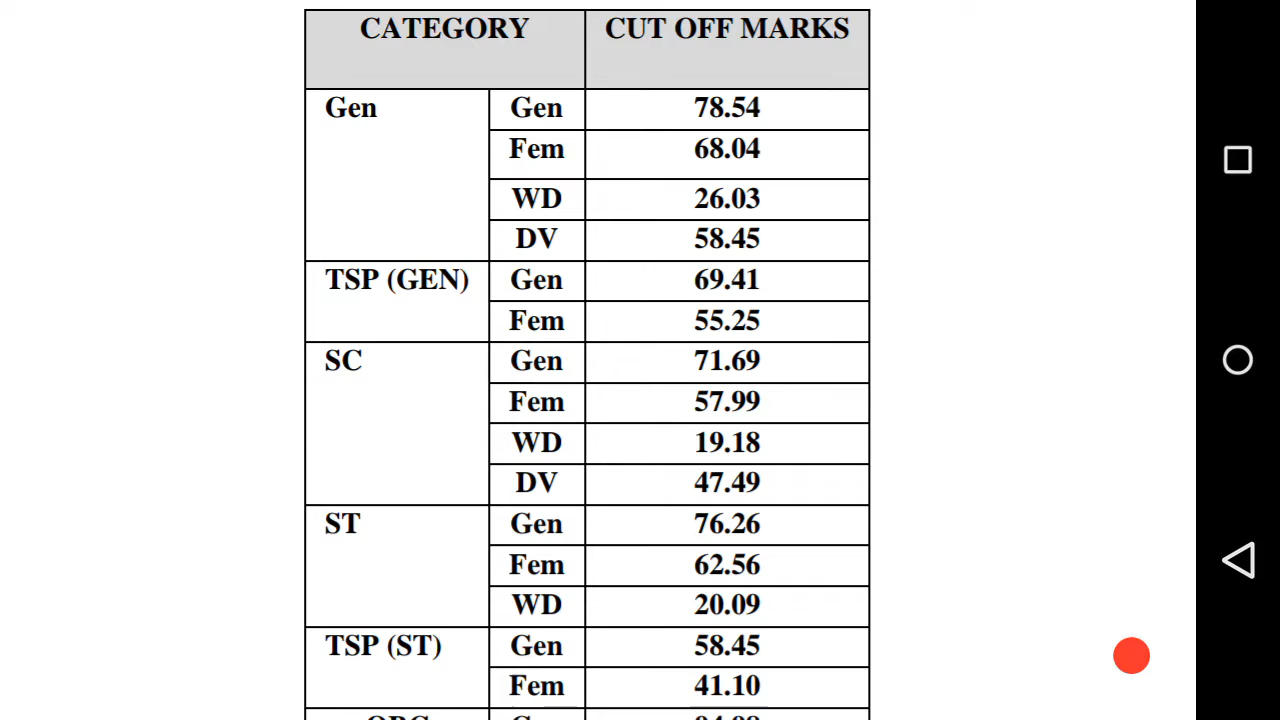 CATEGORY CUT OFF MARKS
Gen Gen 78.54
Fem 68.04
WD 26.03
DV 58.45
TSP (GEN) Gen 69.41
Fem 55.25
SC Gen 71.69
Fem 57.99
WD 19.18
DV 47.49
ST Gen 76.26
Fem 62.56
WD 20.09
TSP (ST) Gen 58.45
Fem 41.10